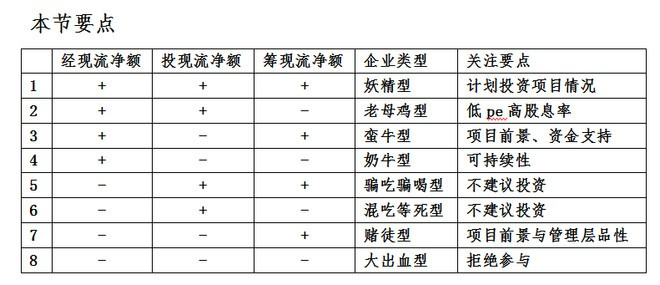 本节要点
经现流净额 投现流净额 筹现流净额 企业类型 关注要点
1 + + + 妖精型 计划投资项目情况
2 + + − 老母鸡型 低 pe 高股息率
3 + − + 蛮牛型 项目前景、资金支持
4 + − − 奶牛型 可持续性
5 − + + 骗吃骗喝型 不建议投资
6 − + − 混吃等死型 不建议投资
7 − − + 赌徒型 项目前景与管理层品性
8 − − − 大出血型 拒绝参与